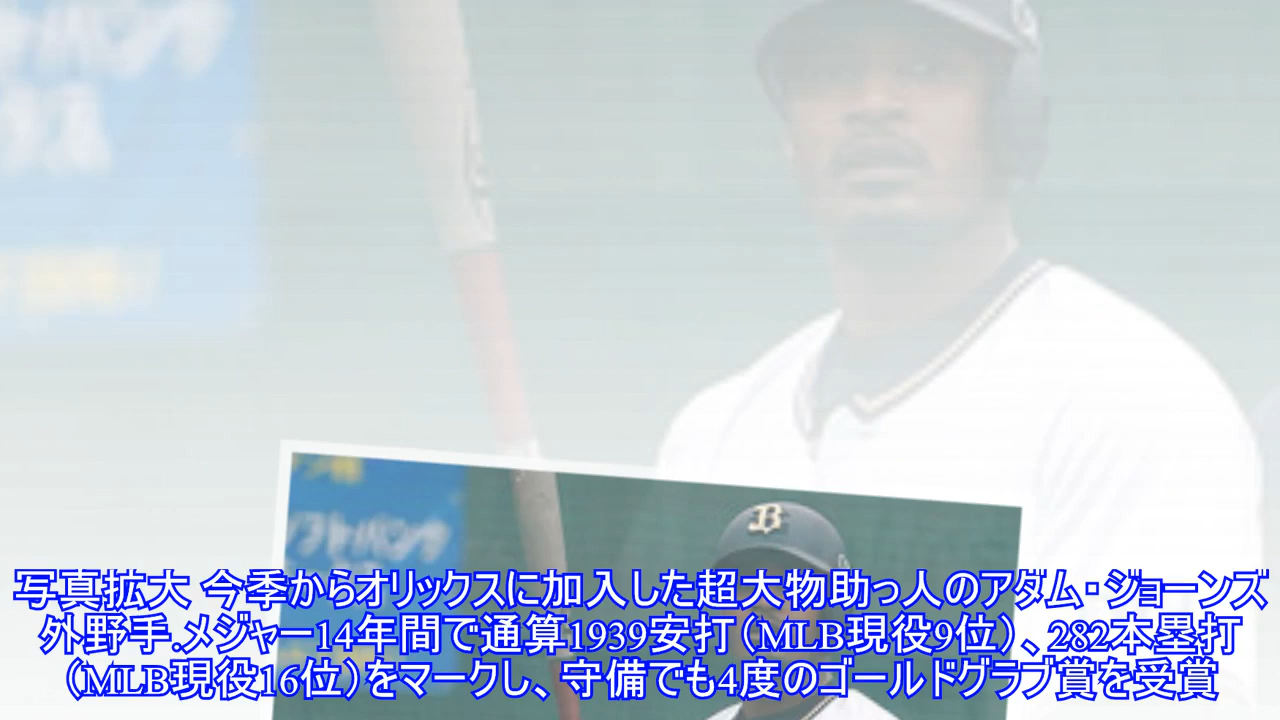 フトバンク
B
写真拡大 今季からオリックスに加入した超大物助っ人のアダム・ジョーンズ
外野手.メジャー14年間で通算1939安打（MLB現役9位）、282本塁打
（MLB現役16位）をマークし、守備でも4度のゴールドグラブ賞を受賞